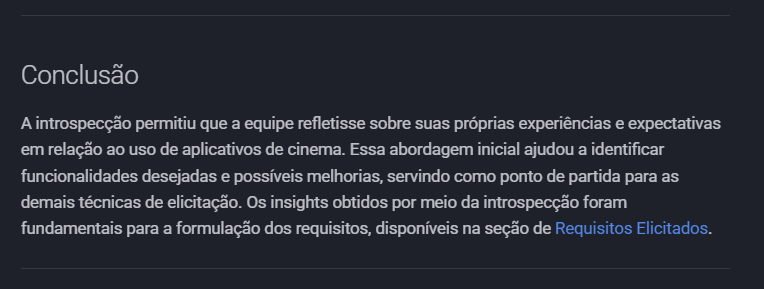 Conclusão
A introspecção permitiu que a equipe refletisse sobre suas próprias experiências e expectativas
em relação ao uso de aplicativos de cinema. Essa abordagem inicial ajudou a identificar
funcionalidades desejadas e possíveis melhorias, servindo como ponto de partida para as
demais técnicas de elicitação. Os insights obtidos por meio da introspecção foram
fundamentais para a formulação dos requisitos, disponíveis na seção de Requisitos Elicitados.